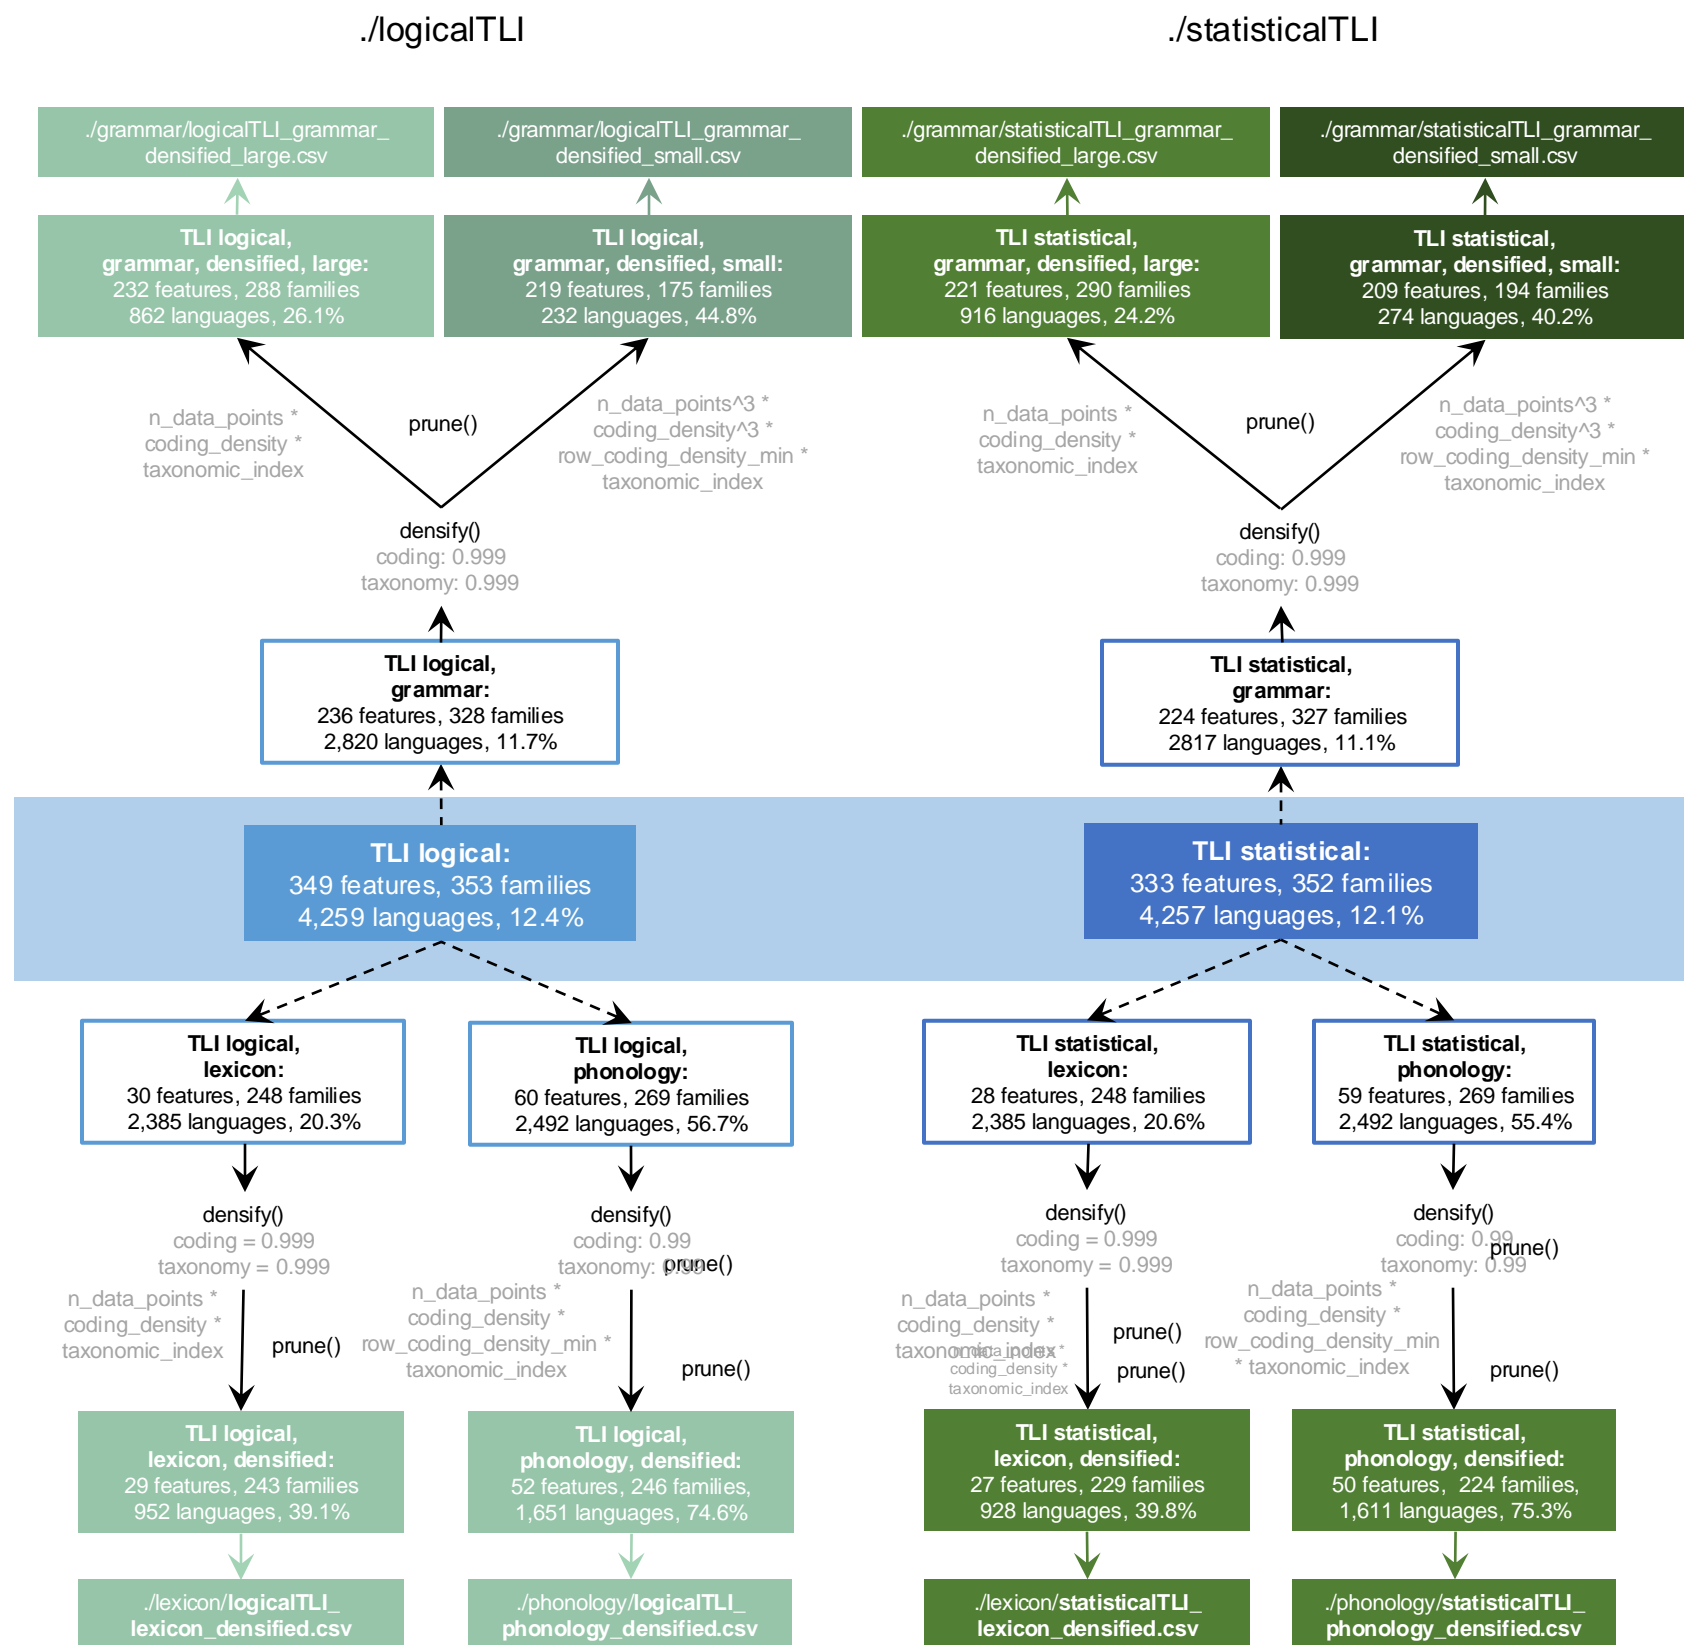 ./logicalTLI
./statisticalTLI
./grammar/logicalTLI_grammar_
densified_large.csv
./grammar/logicalTLI_grammar_
densified_small.csv
./grammar/statisticalTLI_grammar_
densified_large.csv
./grammar/statisticalTLI_grammar_
densified_small.csv
TLI logical,
grammar, densified, large:
232 features, 288 families
862 languages, 26.1%
TLI logical,
grammar, densified, small:
219 features, 175 families
232 languages, 44.8%
TLI statistical,
grammar, densified, large:
221 features, 290 families
916 languages, 24.2%
TLI statistical,
grammar, densified, small:
209 features, 194 families
274 languages, 40.2%
n_data_points *
coding_density *
taxonomic_index
prune()
n_data_points^3 *
coding_density^3 *
row_coding_density_min *
taxonomic_index
n_data_points *
coding_density *
taxonomic_index
prune()
n_data_points^3 *
coding_density^3 *
row_coding_density_min *
taxonomic_index
densify()
coding: 0.999
taxonomy: 0.999
densify()
coding: 0.999
taxonomy: 0.999
TLI logical,
grammar:
236 features, 328 families
2,820 languages, 11.7%
TLI statistical,
grammar:
224 features, 327 families
2817 languages, 11.1%
TLI logical:
349 features, 353 families
4,259 languages, 12.4%
TLI statistical:
333 features, 352 families
4,257 languages, 12.1%
TLI logical,
lexicon:
30 features, 248 families
2,385 languages, 20.3%
TLI logical,
phonology:
60 features, 269 families
2,492 languages, 56.7%
TLI statistical,
lexicon:
28 features, 248 families
2,385 languages, 20.6%
TLI statistical,
phonology:
59 features, 269 families
2,492 languages, 55.4%
densify()
coding = 0.999
taxonomy = 0.999
n_data_points *
coding_density *
taxonomic_index
prune()
densify()
coding: 0.99
taxonomy: 0.99
prune()
n_data_points *
coding_density *
row_coding_density_min *
taxonomic_index
prune()
densify()
coding = 0.999
taxonomy = 0.999
n_data_points *
coding_density *
taxonomic_index
prune()
n_data_points *
coding_density *
taxonomic_index
prune()
densify()
coding: 0.99
taxonomy: 0.99
prune()
n_data_points *
coding_density *
row_coding_density_min
* taxonomic_index
prune()
TLI logical,
lexicon, densified:
29 features, 243 families
952 languages, 39.1%
TLI logical,
phonology, densified:
52 features, 246 families,
1,651 languages, 74.6%
TLI statistical,
lexicon, densified:
27 features, 229 families
928 languages, 39.8%
TLI statistical,
phonology, densified:
50 features, 224 families,
1,611 languages, 75.3%
./lexicon/logicalTLI_
lexicon_densified.csv
./phonology/logicalTLI_
phonology_densified.csv
./lexicon/statisticalTLI_
lexicon_densified.csv
./phonology/statisticalTLI_
phonology_densified.csv